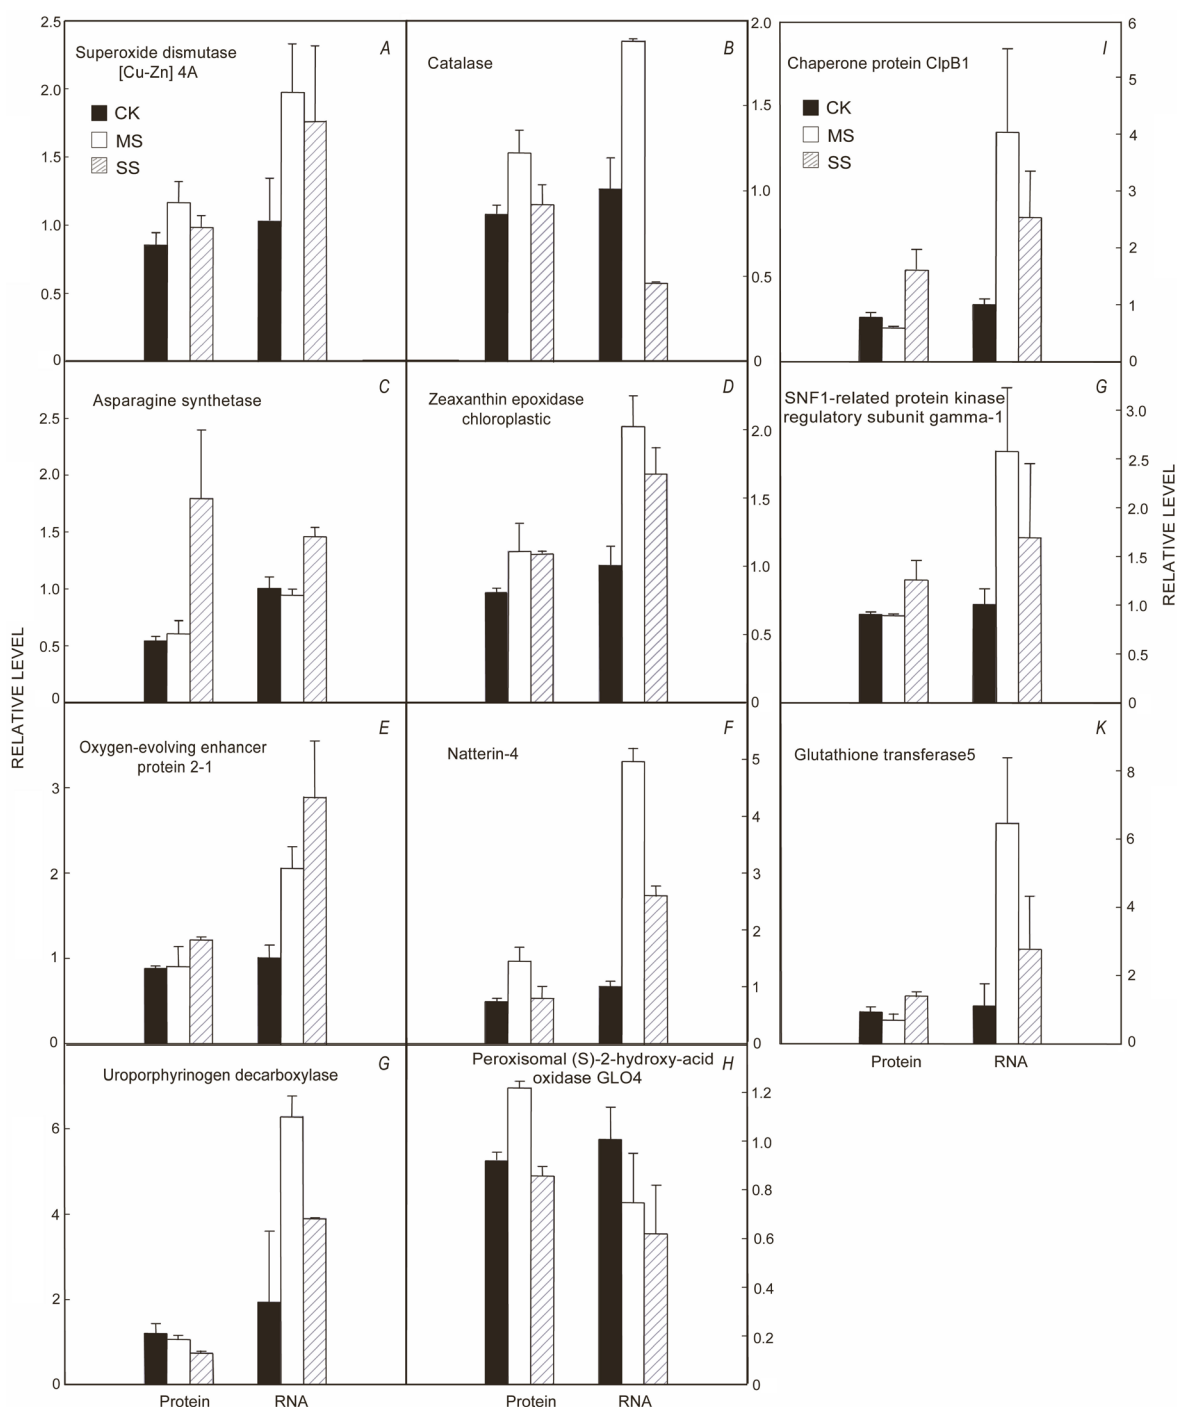 Superoxide dismutase
[Cu-Zn] 4A
A
CK
MS
SS
2.5
2.0
1.5
1.0
0.5
0
Catalase
B
2.0
1.5
1.0
0.5
0
Chaperone protein ClpB1
I
CK
MS
SS
6
5
4
3
2
1
0
Asparagine synthetase
C
2.5
2.0
1.5
1.0
0.5
0
Zeaxanthin epoxidase
chloroplastic
D
2.0
1.5
1.0
0.5
0
SNF1-related protein kinase
regulatory subunit gamma-1
G
3.0
2.5
2.0
1.5
1.0
0.5
0
RELATIVE LEVEL
RELATIVE LEVEL
Oxygen-evolving enhancer
protein 2-1
E
3
2
1
0
Natterin-4
F
5
4
3
2
1
0
Glutathione transferase5
K
8
6
4
2
0
Protein
RNA
Uroporphyrinogen decarboxylase
G
6
4
2
0
Protein
RNA
Peroxisomal (S)-2-hydroxy-acid
oxidase GLO4
H
1.2
1.0
0.8
0.6
0.4
0.2
0
Protein
RNA